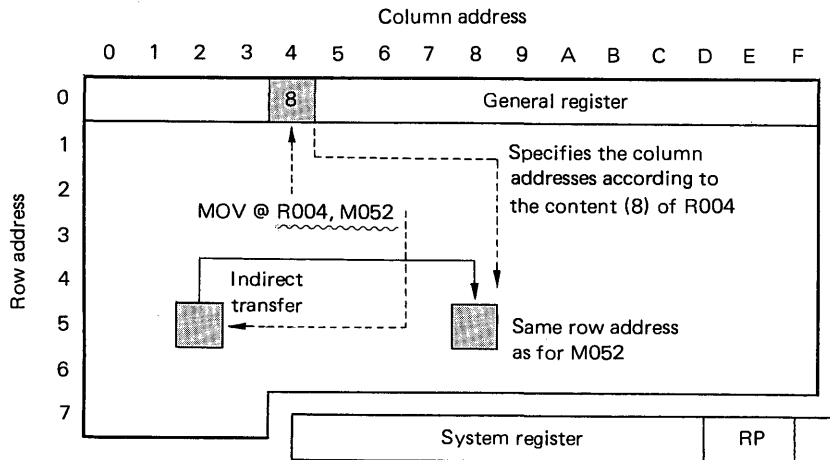 Column address
0 1 2 3 4 5 6 7 8 9 A B C D E F
Row address
0
8
General register
1
2
3
4
5
6
7
Specifies the column
addresses according to
the content (8) of R004
MOV @ R004, M052
Indirect
transfer
Same row address
as for M052
System register
RP